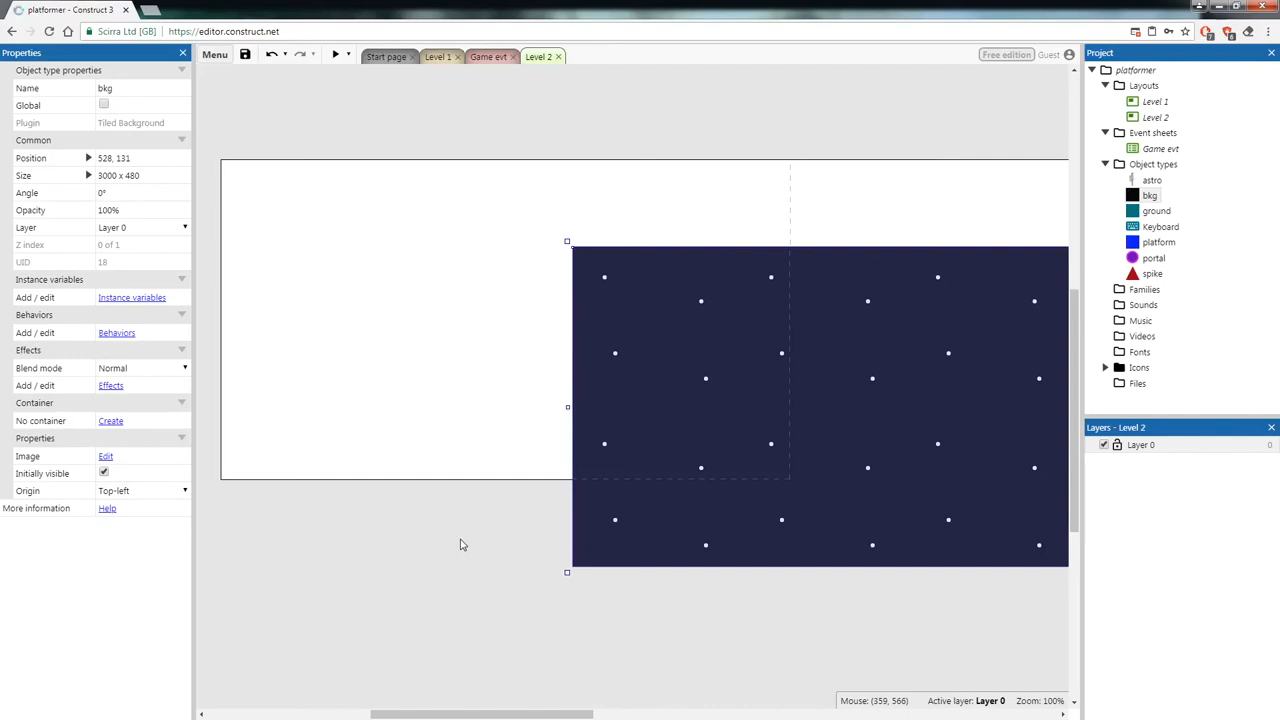 platformer - Construct 3
Scirra Ltd [GB]
https://editor.construct.net
Properties
Object type properties
Name bkg
Global
Plugin Tiled Background
Common
Position 528, 131
Size 3000 x 480
Angle 0°
Opacity 100%
Layer Layer 0
Z index 0 of 1
UID 18
Instance variables
Add / edit Instance variables
Behaviors
Add / edit Behaviors
Effects
Blend mode Normal
Add / edit Effects
Container
No container Create
Properties
Image Edit
Initially visible
Origin Top-left
More information Help
Menu
Start page
Level 1
Game evt
Level 2
Free edition
Guest
Mouse: (359, 566)
Active layer: Layer 0
Zoom: 100%
Project
platformer
Layouts
Level 1
Level 2
Event sheets
Game evt
Object types
astro
bkg
ground
Keyboard
platform
portal
spike
Families
Sounds
Music
Videos
Fonts
Icons
Files
Layers - Level 2
Layer 0
0